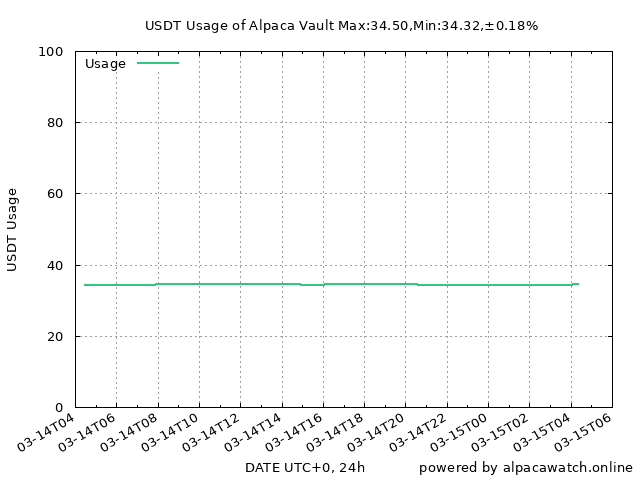 USDT Usage of Alpaca Vault Max:34.50,Min:34.32,±0.18%
Usage
100
80
60
40
20
0
USDT Usage
03-14T04
03-14T06
03-14T08
03-14T10
03-14T12
03-14T14
03-14T16
03-14T18
03-14T20
03-14T22
03-15T00
03-15T02
03-15T04
03-15T06
DATE UTC+0, 24h
powered by alpacawatch.online